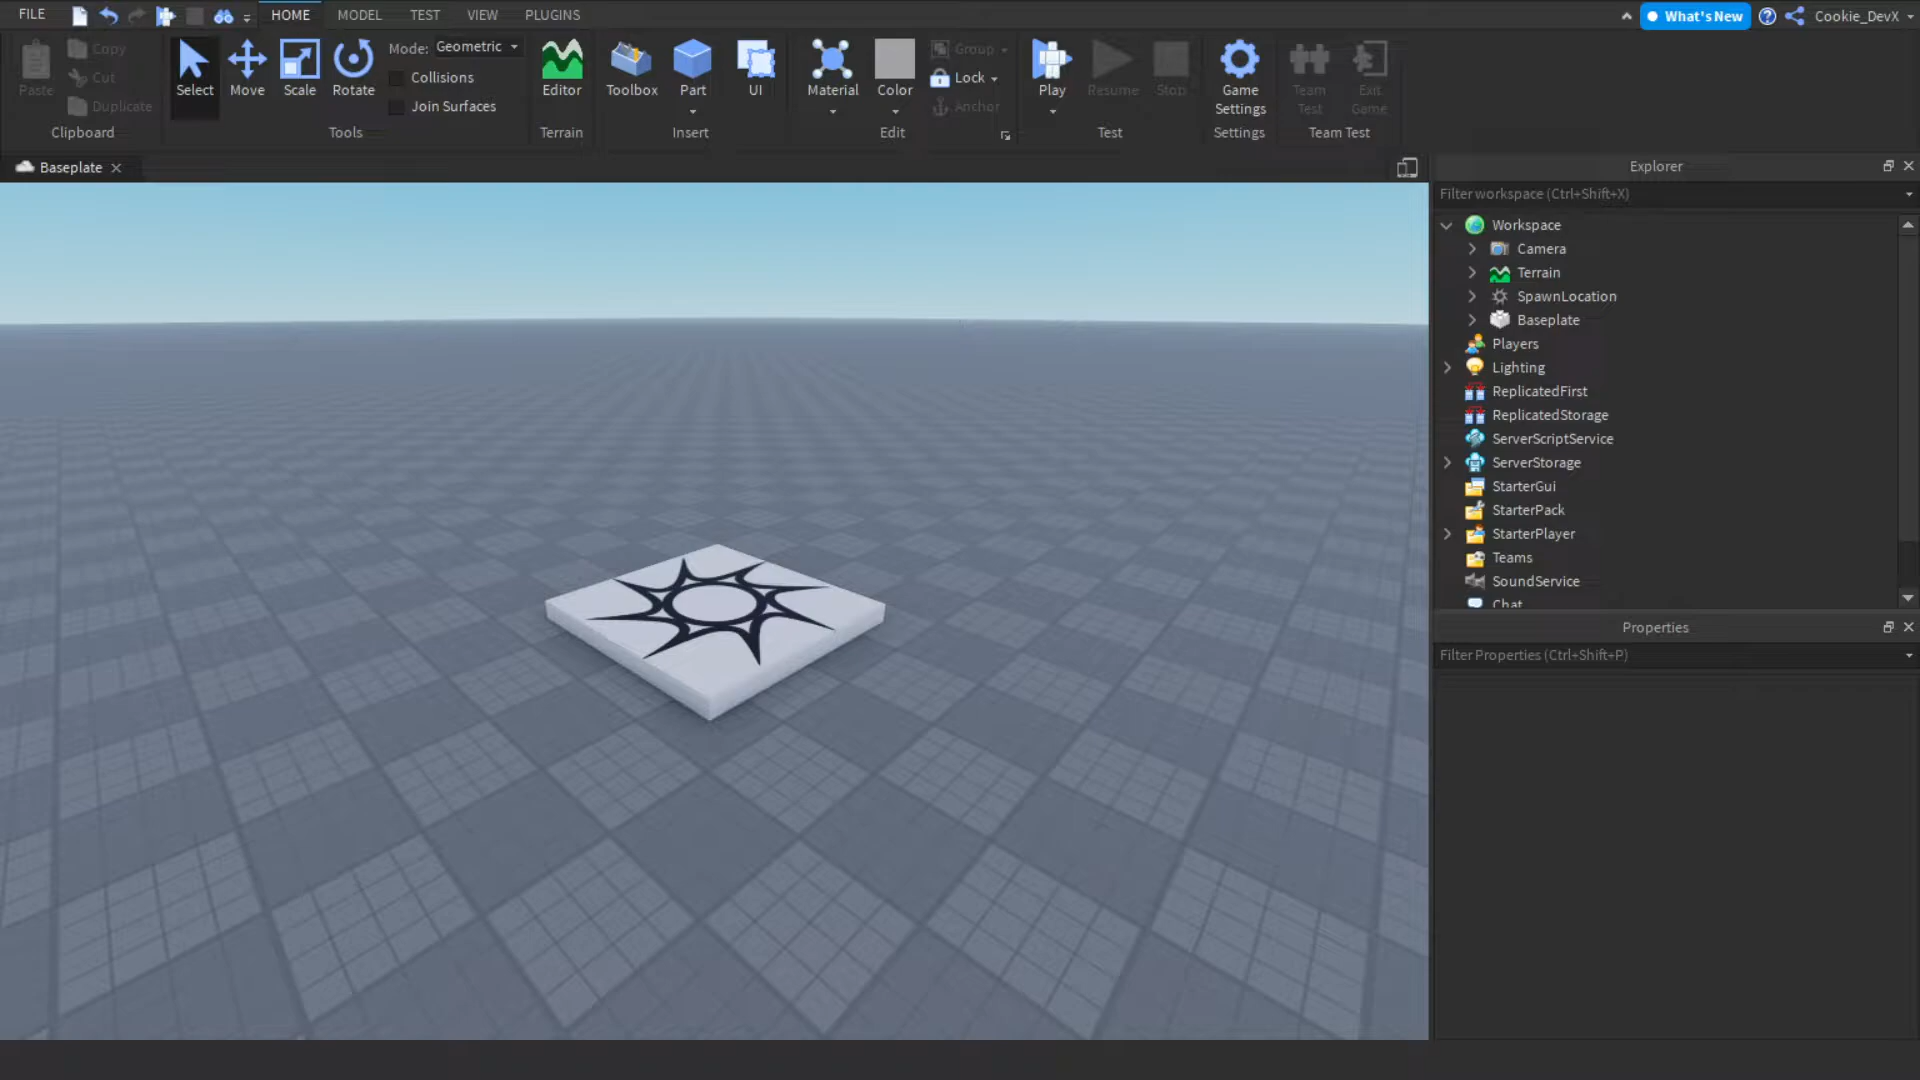 FILE HOME MODEL TEST VIEW PLUGINS What's New Cookie_DevX
Paste Copy Cut Duplicate
Clipboard
Select Move Scale Rotate
Mode: Geometric
Collisions
Join Surfaces
Tools
Editor
Terrain
Toolbox Part UI
Insert
Material Color Group Lock Anchor
Edit
Play Resume Stop
Test
Game
Settings
Settings
Team
Test
Exit
Game
Team Test
Baseplate
Explorer
Filter workspace (Ctrl+Shift+X)
Workspace
Camera
Terrain
SpawnLocation
Baseplate
Players
Lighting
ReplicatedFirst
ReplicatedStorage
ServerScriptService
ServerStorage
StarterGui
StarterPack
StarterPlayer
Teams
SoundService
Chat
Properties
Filter Properties (Ctrl+Shift+P)